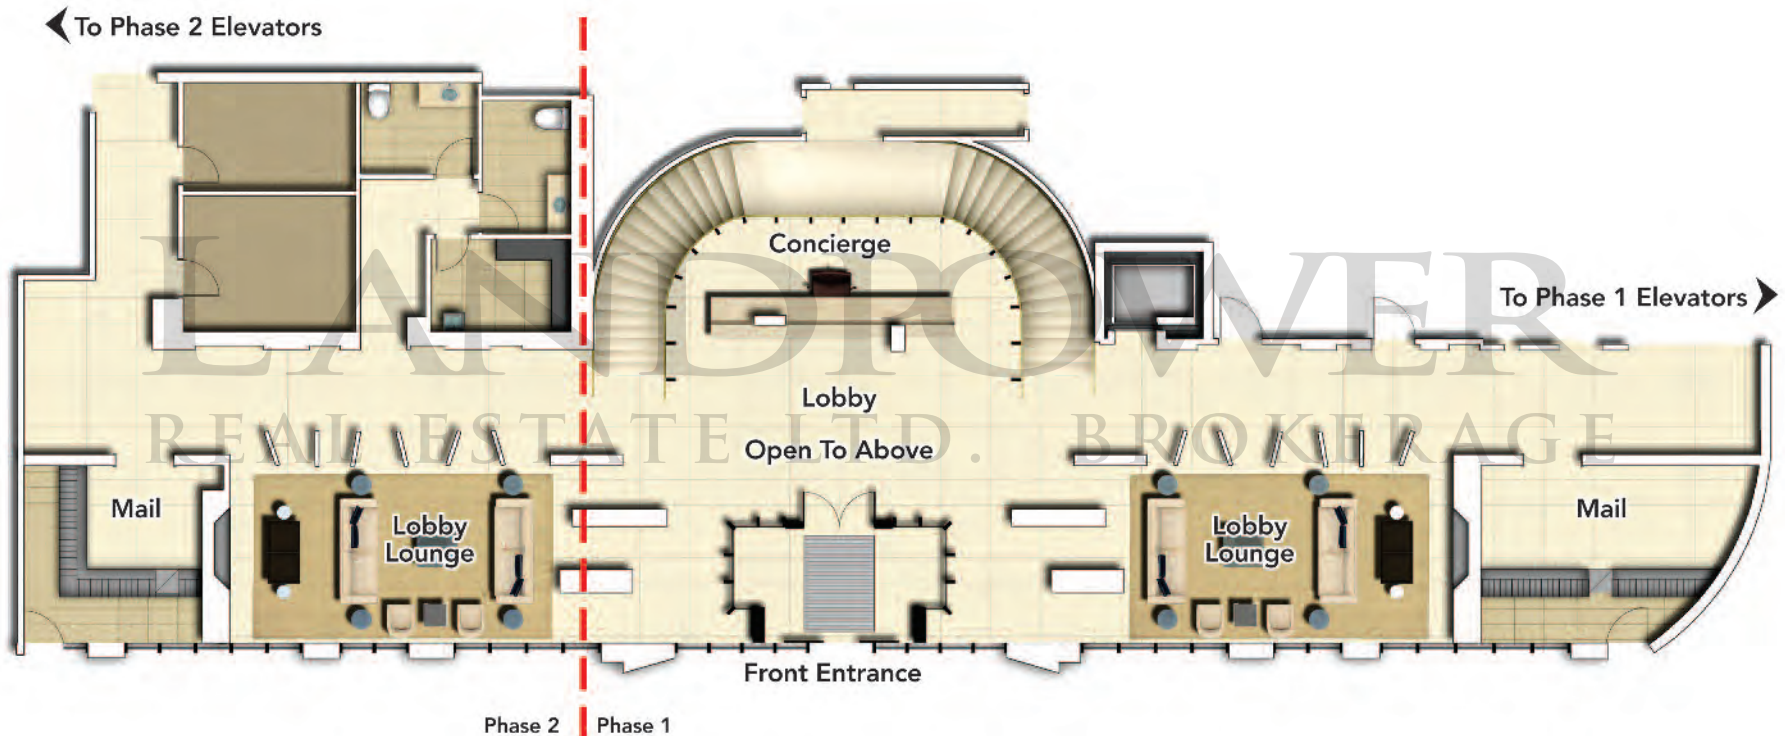 To Phase 2 Elevators
Concierge
To Phase 1 Elevators
LANDPOWER
Lobby
REAL ESTATE LTD. BROKERAGE
Open To Above
Mail
Lobby
Lounge
Lobby
Lounge
Mail
Front Entrance
Phase 2
Phase 1